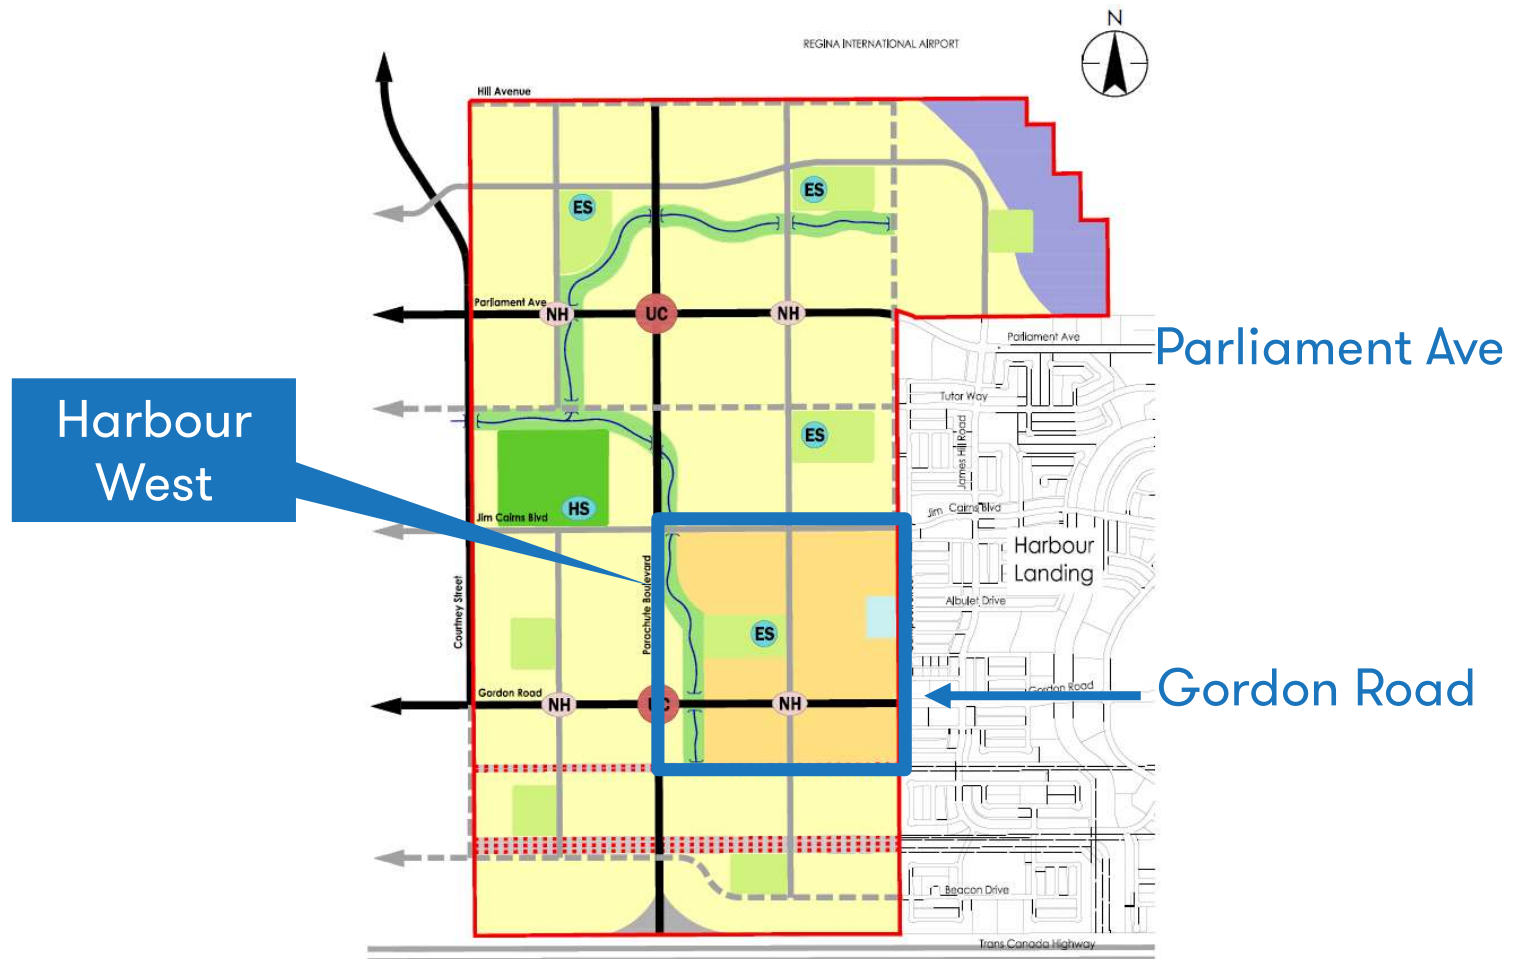 N
REGINA INTERNATIONAL AIRPORT
Hill Avenue
ES
ES
Parliament Ave
NH
UC
NH
Parliament Ave
Parliament Ave
Tutor Way
James Hill Road
ES
Harbour
West
HS
Jim Cairns Blvd
Jim Cairns Blvd
Harbour
Landing
Courtney Street
Parachute Boulevard
Albulet Drive
ES
Gordon Road
NH
UC
NH
Gordon Road
Gordon Road
Beacon Drive
Trans Canada Highway